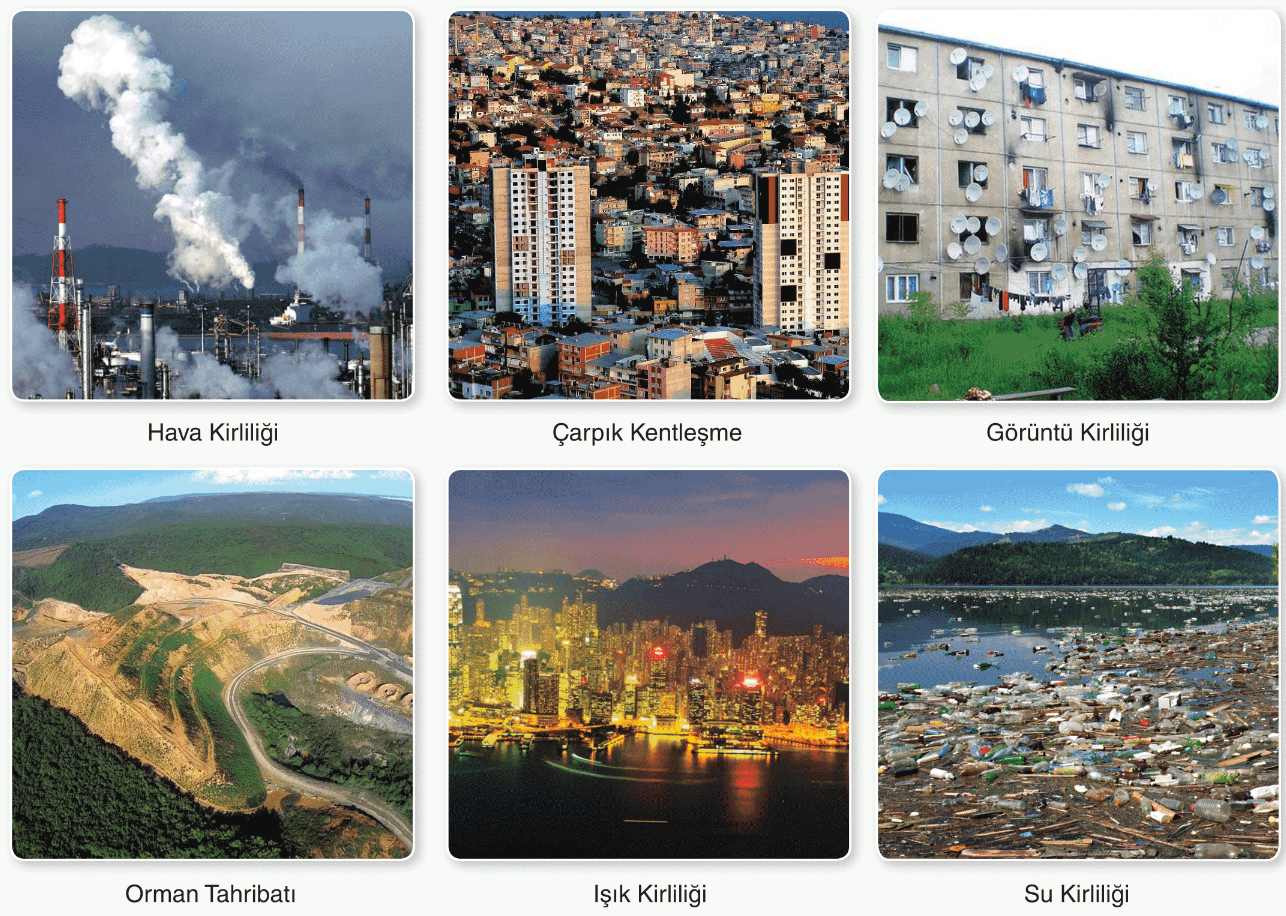 Hava Kirliliği
Çarpık Kentleşme
Görüntü Kirliliği
Orman Tahribatı
Işık Kirliliği
Su Kirliliği